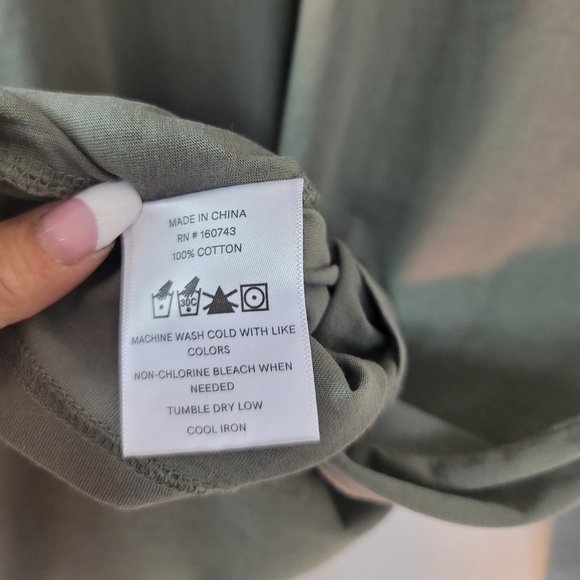 MADE IN CHINA
RN # 160743
100% COTTON
30C
MACHINE WASH COLD WITH LIKE
COLORS
NON-CHLORINE BLEACH WHEN
NEEDED
TUMBLE DRY LOW
COOL IRON